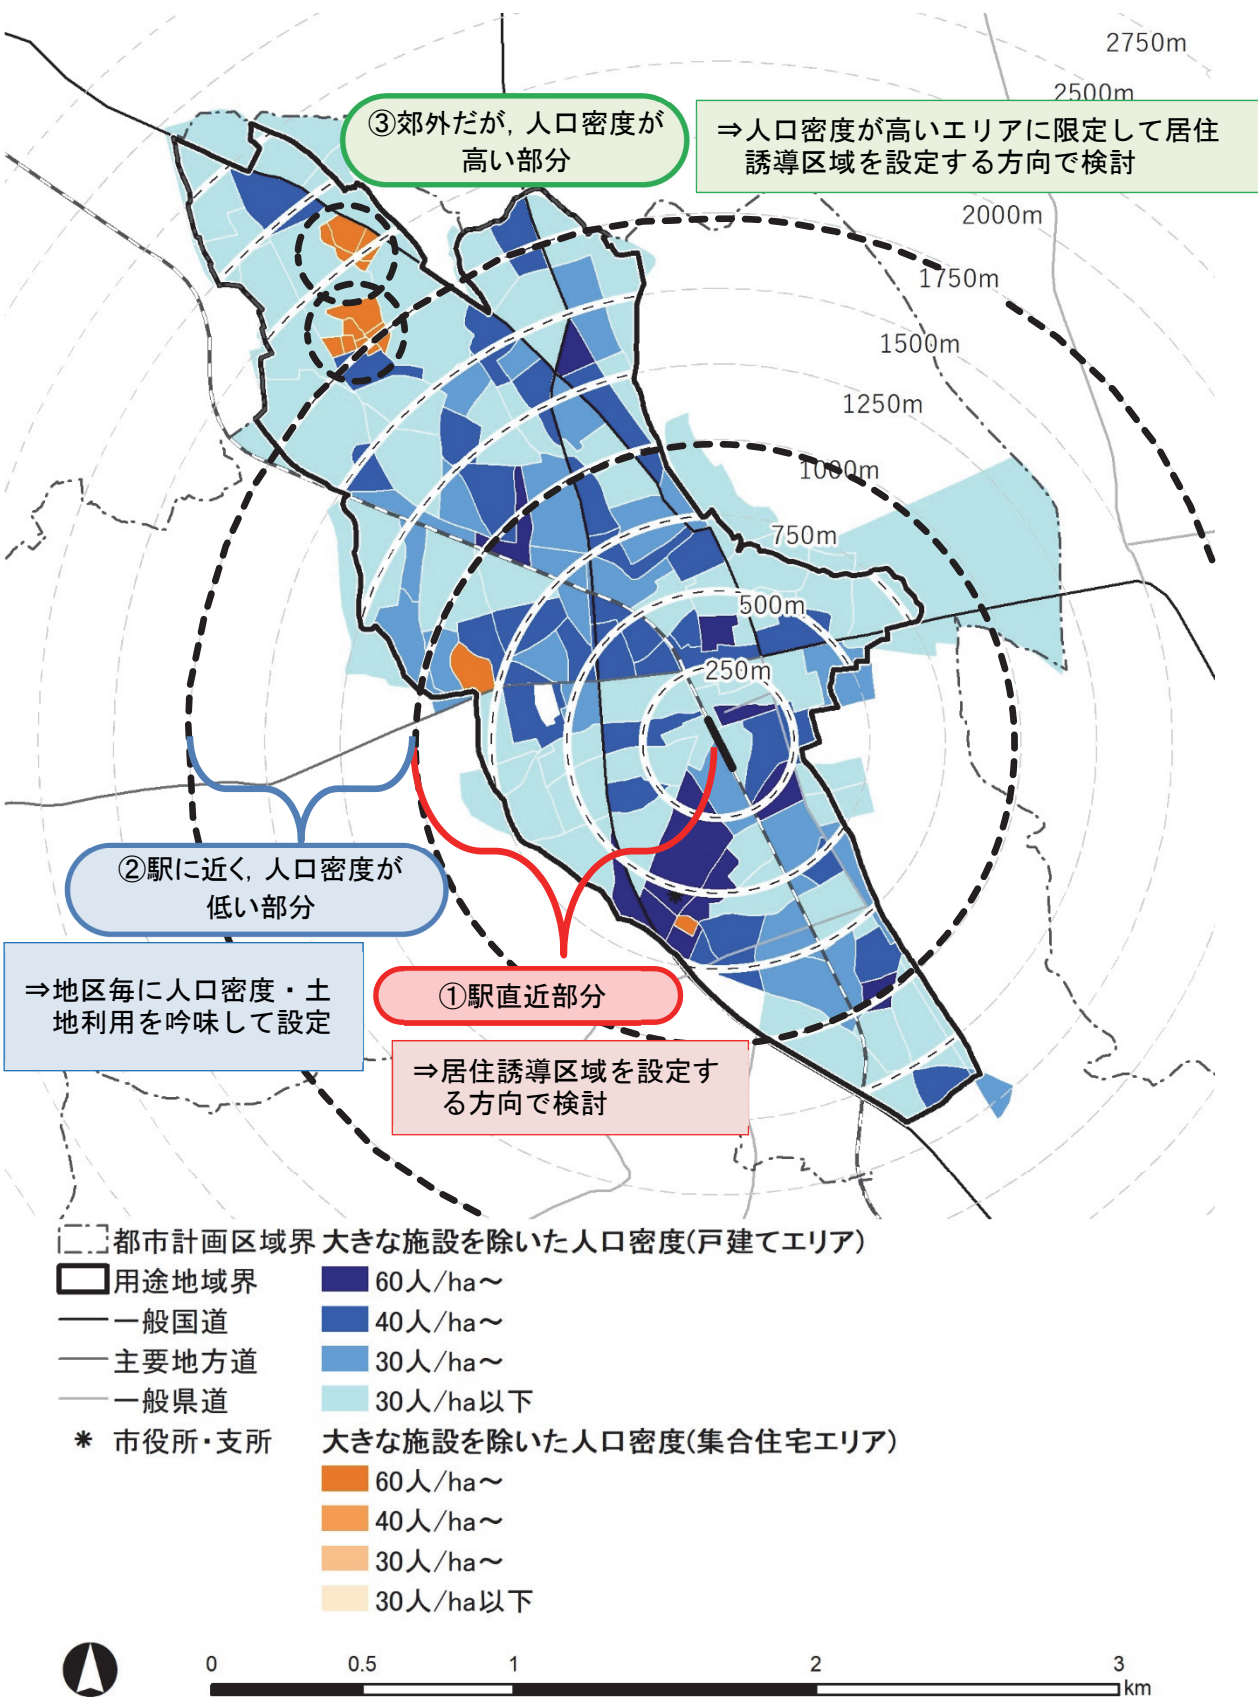 2750m
2500m
③郊外だが，人口密度が
高い部分
⇒人口密度が高いエリアに限定して居住
誘導区域を設定する方向で検討
2000m
1750m
1500m
1250m
1000m
750m
500m
250m
②駅に近く，人口密度が
低い部分
⇒地区毎に人口密度・土
地利用を吟味して設定
①駅直近部分
⇒居住誘導区域を設定す
る方向で検討
都市計画区域界
用途地域界
一般国道
主要地方道
一般県道
市役所・支所
大きな施設を除いた人口密度(戸建てエリア)
60人/ha～
40人/ha～
30人/ha～
30人/ha以下
大きな施設を除いた人口密度(集合住宅エリア)
60人/ha～
40人/ha～
30人/ha～
30人/ha以下
0 0.5 1 2 3
km